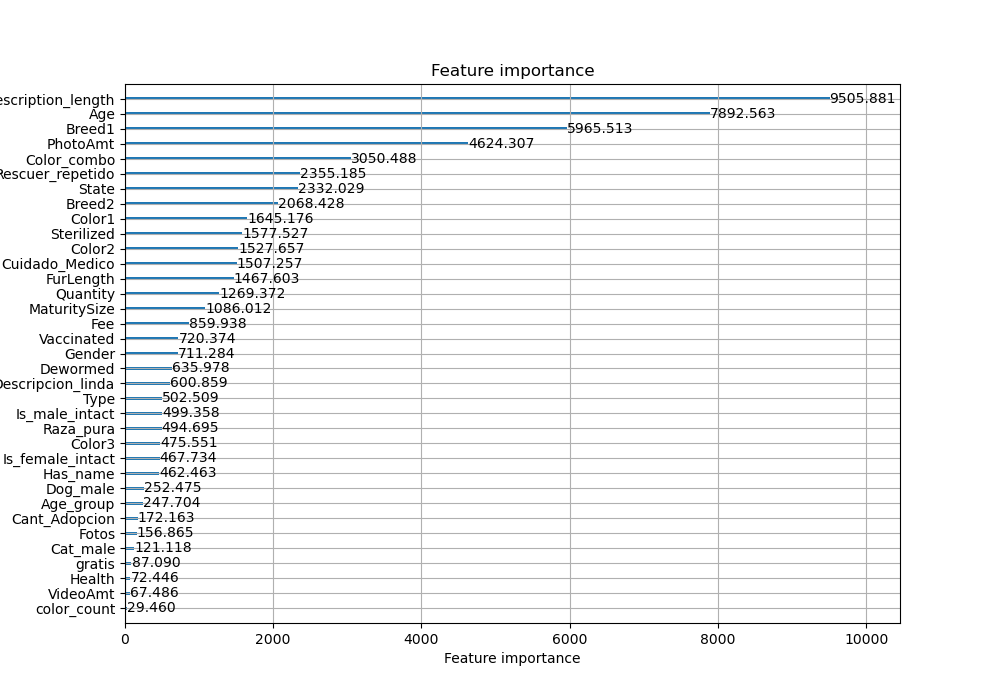 Feature importance
escription_length 9505.881
Age 7892.563
Breed1 5965.513
PhotoAmt 4624.307
Color_combo 3050.488
Rescuer_repetido 2355.185
State 2332.029
Breed2 2068.428
Color1 1645.176
Sterilized 1577.527
Color2 1527.657
Cuidado_Medico 1507.257
FurLength 1467.603
Quantity 1269.372
MaturitySize 1086.012
Fee 859.938
Vaccinated 720.374
Gender 711.284
Dewormed 635.978
Descripcion_linda 600.859
Type 502.509
Is_male_intact 499.358
Raza_pura 494.695
Color3 475.551
Is_female_intact 467.734
Has_name 462.463
Dog_male 252.475
Age_group 247.704
Cant_Adopcion 172.163
Fotos 156.865
Cat_male 121.118
gratis 87.090
Health 72.446
VideoAmt 67.486
color_count 29.460
0 2000 4000 6000 8000 10000
Feature importance